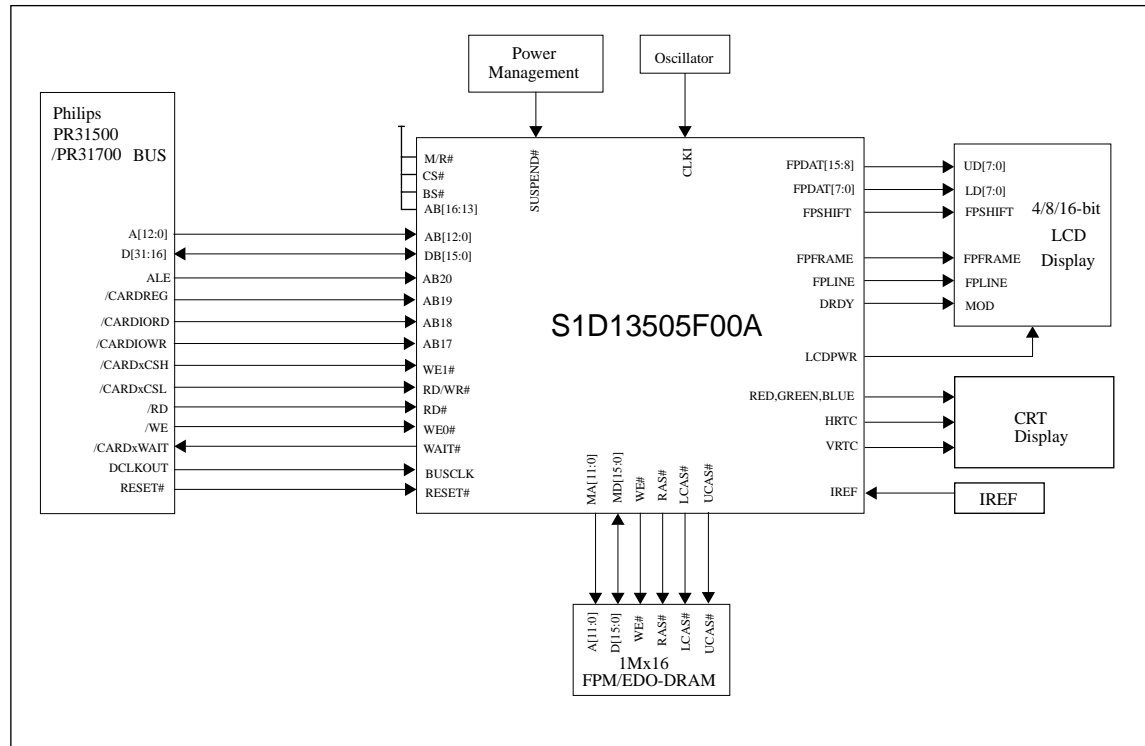 Power
Management
Oscillator
Philips
PR31500
/PR31700 BUS
A[12:0]
D[31:16]
ALE
/CARDREG
/CARDIORD
/CARDIOWR
/CARDxCSH
/CARDxCSL
/RD
/WE
/CARDxWAIT
DCLKOUT
RESET#
M/R#
CS#
BS#
AB[16:13]
AB[12:0]
DB[15:0]
AB20
AB19
AB18
AB17
WE1#
RD/WR#
RD#
WE0#
WAIT#
BUSCLK
RESET#
SUSPEND#
CLKI
S1D13505F00A
FPDAT[15:8]
FPDAT[7:0]
FPSHIFT
FPFRAME
FPLINE
DRDY
LCDPWR
RED,GREEN,BLUE
HRTC
VRTC
IREF
UD[7:0]
LD[7:0]
FPSHIFT
FPFRAME
FPLINE
MOD
4/8/16-bit
LCD
Display
CRT
Display
IREF
MA[11:0]
MD[15:0]
WE#
RAS#
LCAS#
UCAS#
A[11:0]
D[15:0]
WE#
RAS#
LCAS#
UCAS#
1Mx16
FPM/EDO-DRAM